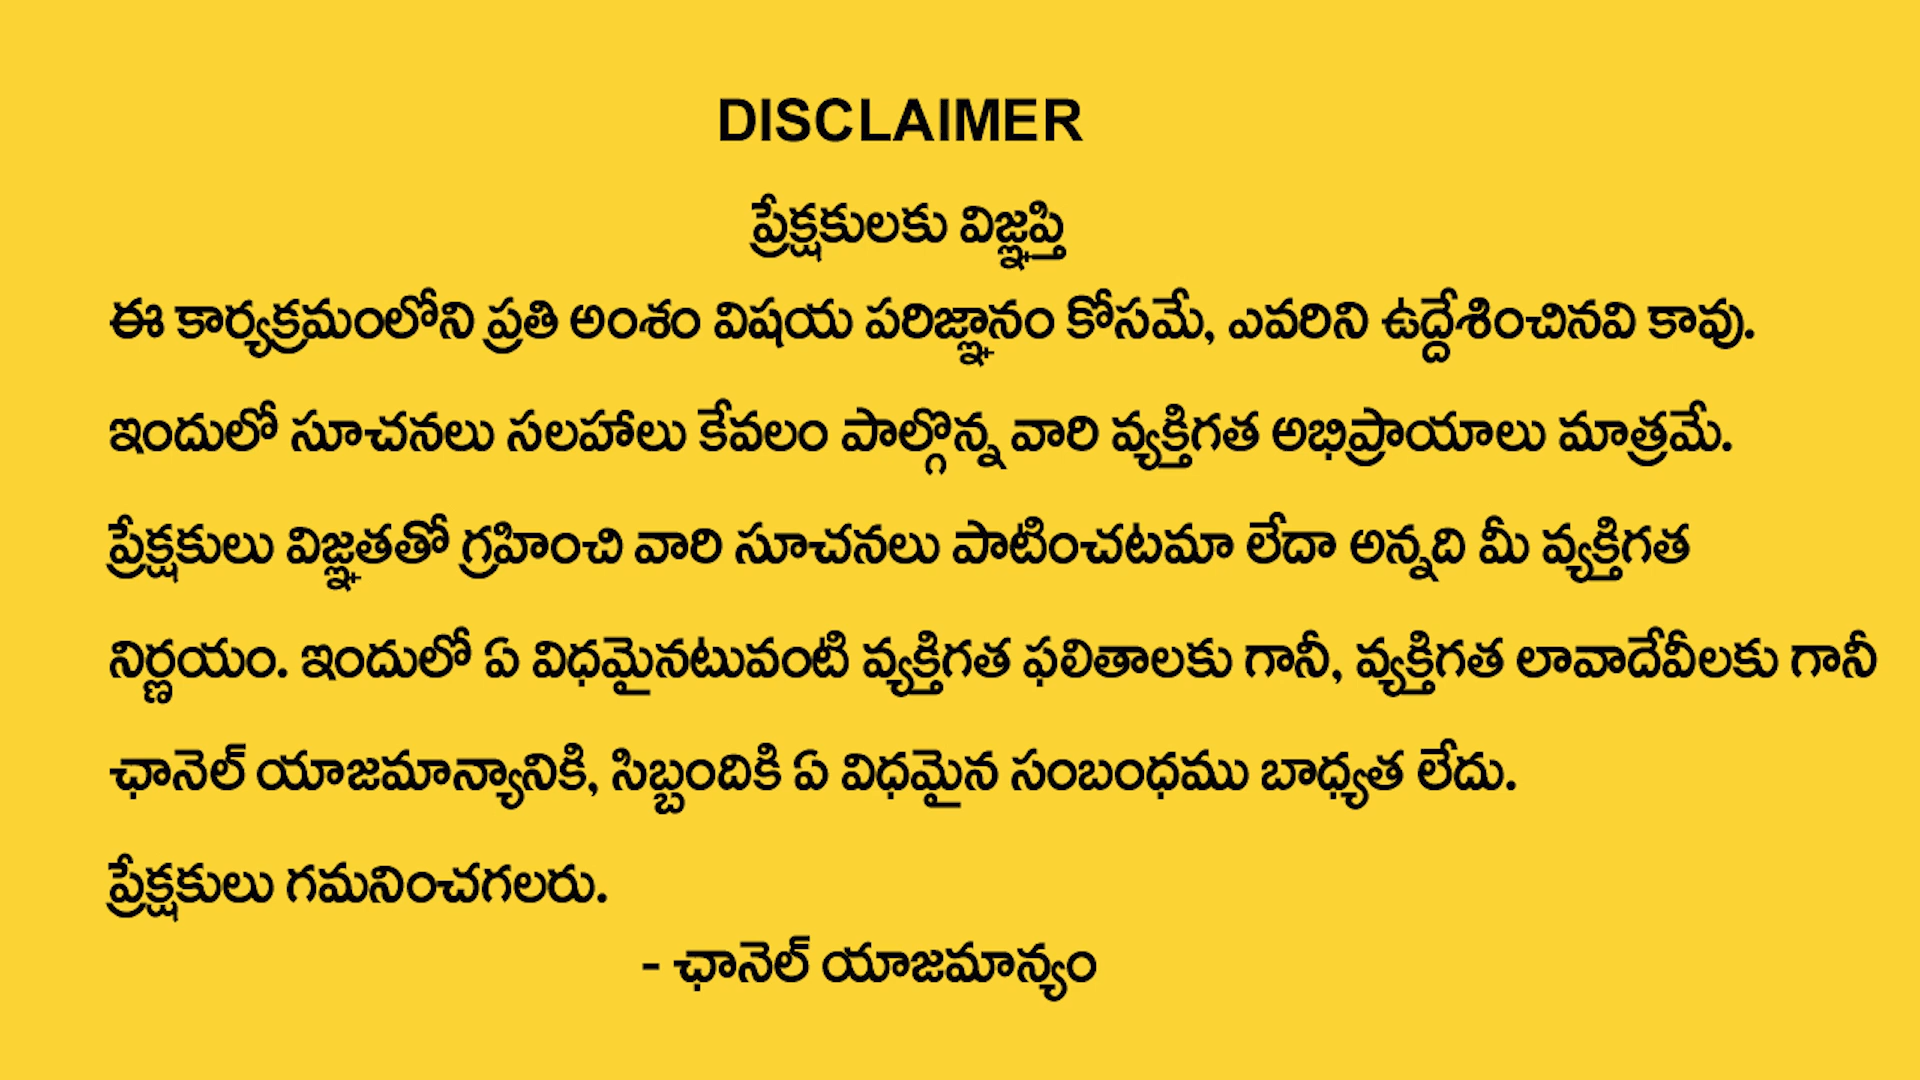 DISCLAIMER
ప్రేక్షకులకు విజ్ఞప్తి
ఈ కార్యక్రమంలోని ప్రతి అంశం విషయ పరిజ్ఞానం కోసమే, ఎవరిని ఉద్దేశించినవి కావు.
ఇందులో సూచనలు సలహాలు కేవలం పాల్గొన్న వారి వ్యక్తిగత అభిప్రాయాలు మాత్రమే.
ప్రేక్షకులు విజ్ఞతతో గ్రహించి వారి సూచనలు పాటించటమా లేదా అన్నది మీ వ్యక్తిగత
నిర్ణయం. ఇందులో ఏ విధమైనటువంటి వ్యక్తిగత ఫలితాలకు గానీ, వ్యక్తిగత లావాదేవీలకు గానీ
ఛానెల్ యాజమాన్యానికి, సిబ్బందికి ఏ విధమైన సంబంధము బాధ్యత లేదు.
ప్రేక్షకులు గమనించగలరు.
- ఛానెల్ యాజమాన్యం